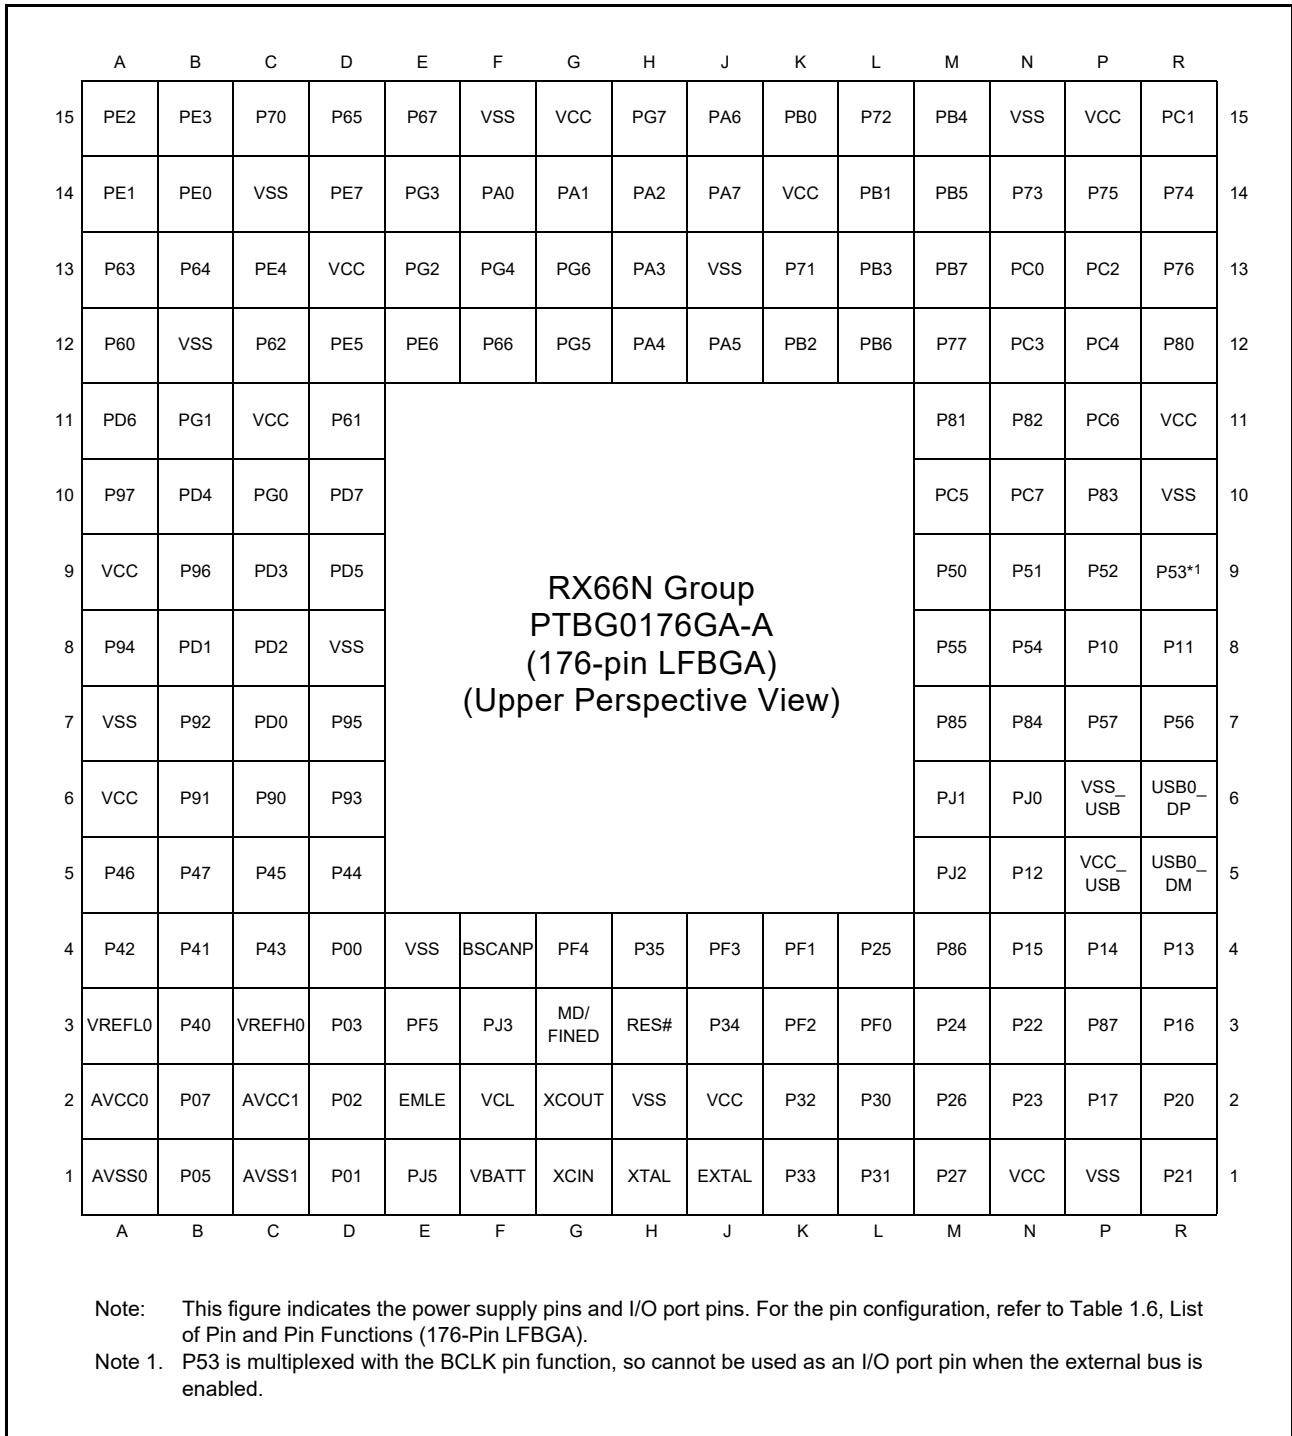 A B C D E F G H J K L M N P R
15 PE2 PE3 P70 P65 P67 VSS VCC PG7 PA6 PB0 P72 PB4 VSS VCC PC1 15
14 PE1 PE0 VSS PE7 PG3 PA0 PA1 PA2 PA7 VCC PB1 PB5 P73 P75 P74 14
13 P63 P64 PE4 VCC PG2 PG4 PG6 PA3 VSS P71 PB3 PB7 PC0 PC2 P76 13
12 P60 VSS P62 PE5 PE6 P66 PG5 PA4 PA5 PB2 PB6 P77 PC3 PC4 P80 12
11 PD6 PG1 VCC P61 P81 P82 PC6 VCC 11
10 P97 PD4 PG0 PD7 PC5 PC7 P83 VSS 10
9 VCC P96 PD3 PD5 P50 P51 P52 P53*1 9
8 P94 PD1 PD2 VSS P55 P54 P10 P11 8
7 VSS P92 PD0 P95 P85 P84 P57 P56 7
6 VCC P91 P90 P93 PJ1 PJ0 VSS_USB USB0_DP 6
5 P46 P47 P45 P44 PJ2 P12 VCC_USB USB0_DM 5
RX66N Group
PTBG0176GA-A
(176-pin LFBGA)
(Upper Perspective View)
4 P42 P41 P43 P00 VSS BSCANP PF4 P35 PF3 PF1 P25 P86 P15 P14 P13 4
3 VREFL0 P40 VREFH0 P03 PF5 PJ3 MD/FINED RES# P34 PF2 PF0 P24 P22 P87 P16 3
2 AVCC0 P07 AVCC1 P02 EMLE VCL XCOUT VSS VCC P32 P30 P26 P23 P17 P20 2
1 AVSS0 P05 AVSS1 P01 PJ5 VBATT XCIN XTAL EXTAL P33 P31 P27 VCC VSS P21 1
A B C D E F G H J K L M N P R
Note: This figure indicates the power supply pins and I/O port pins. For the pin configuration, refer to Table 1.6, List
of Pin and Pin Functions (176-Pin LFBGA).
Note 1. P53 is multiplexed with the BCLK pin function, so cannot be used as an I/O port pin when the external bus is
enabled.